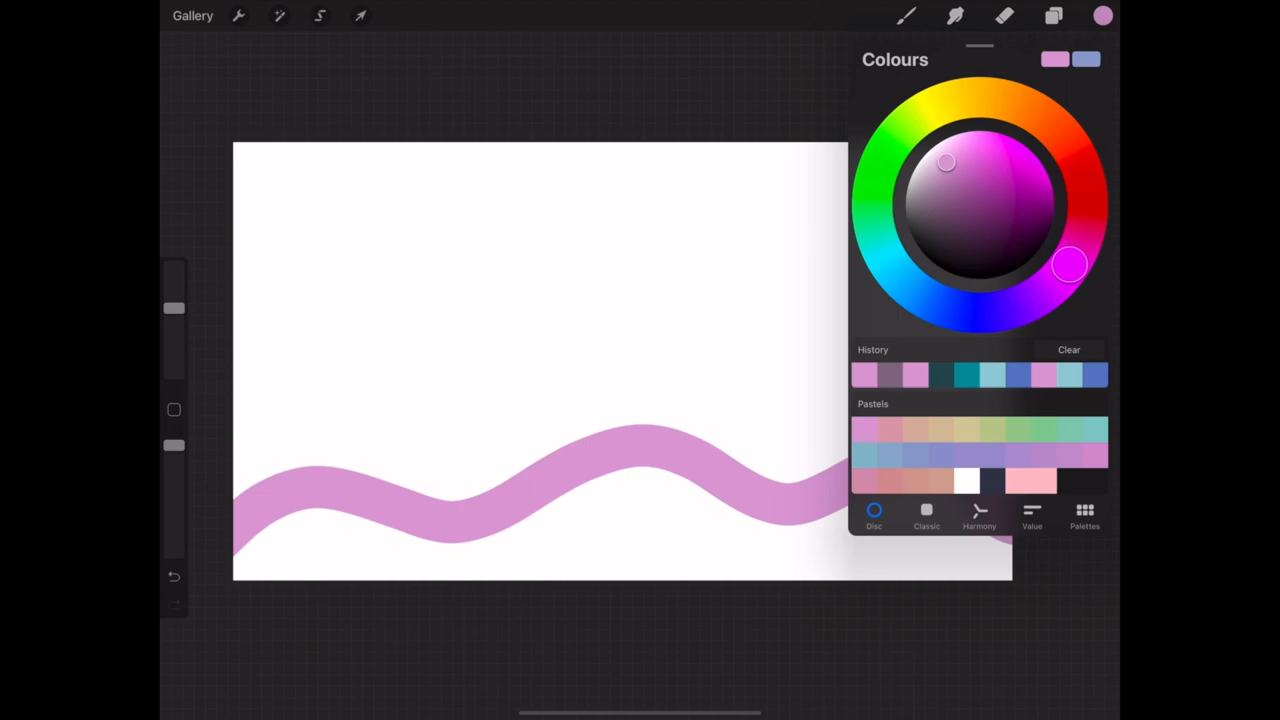 Gallery
Colours
History
Clear
Pastels
Disc
Classic
Harmony
Value
Palettes